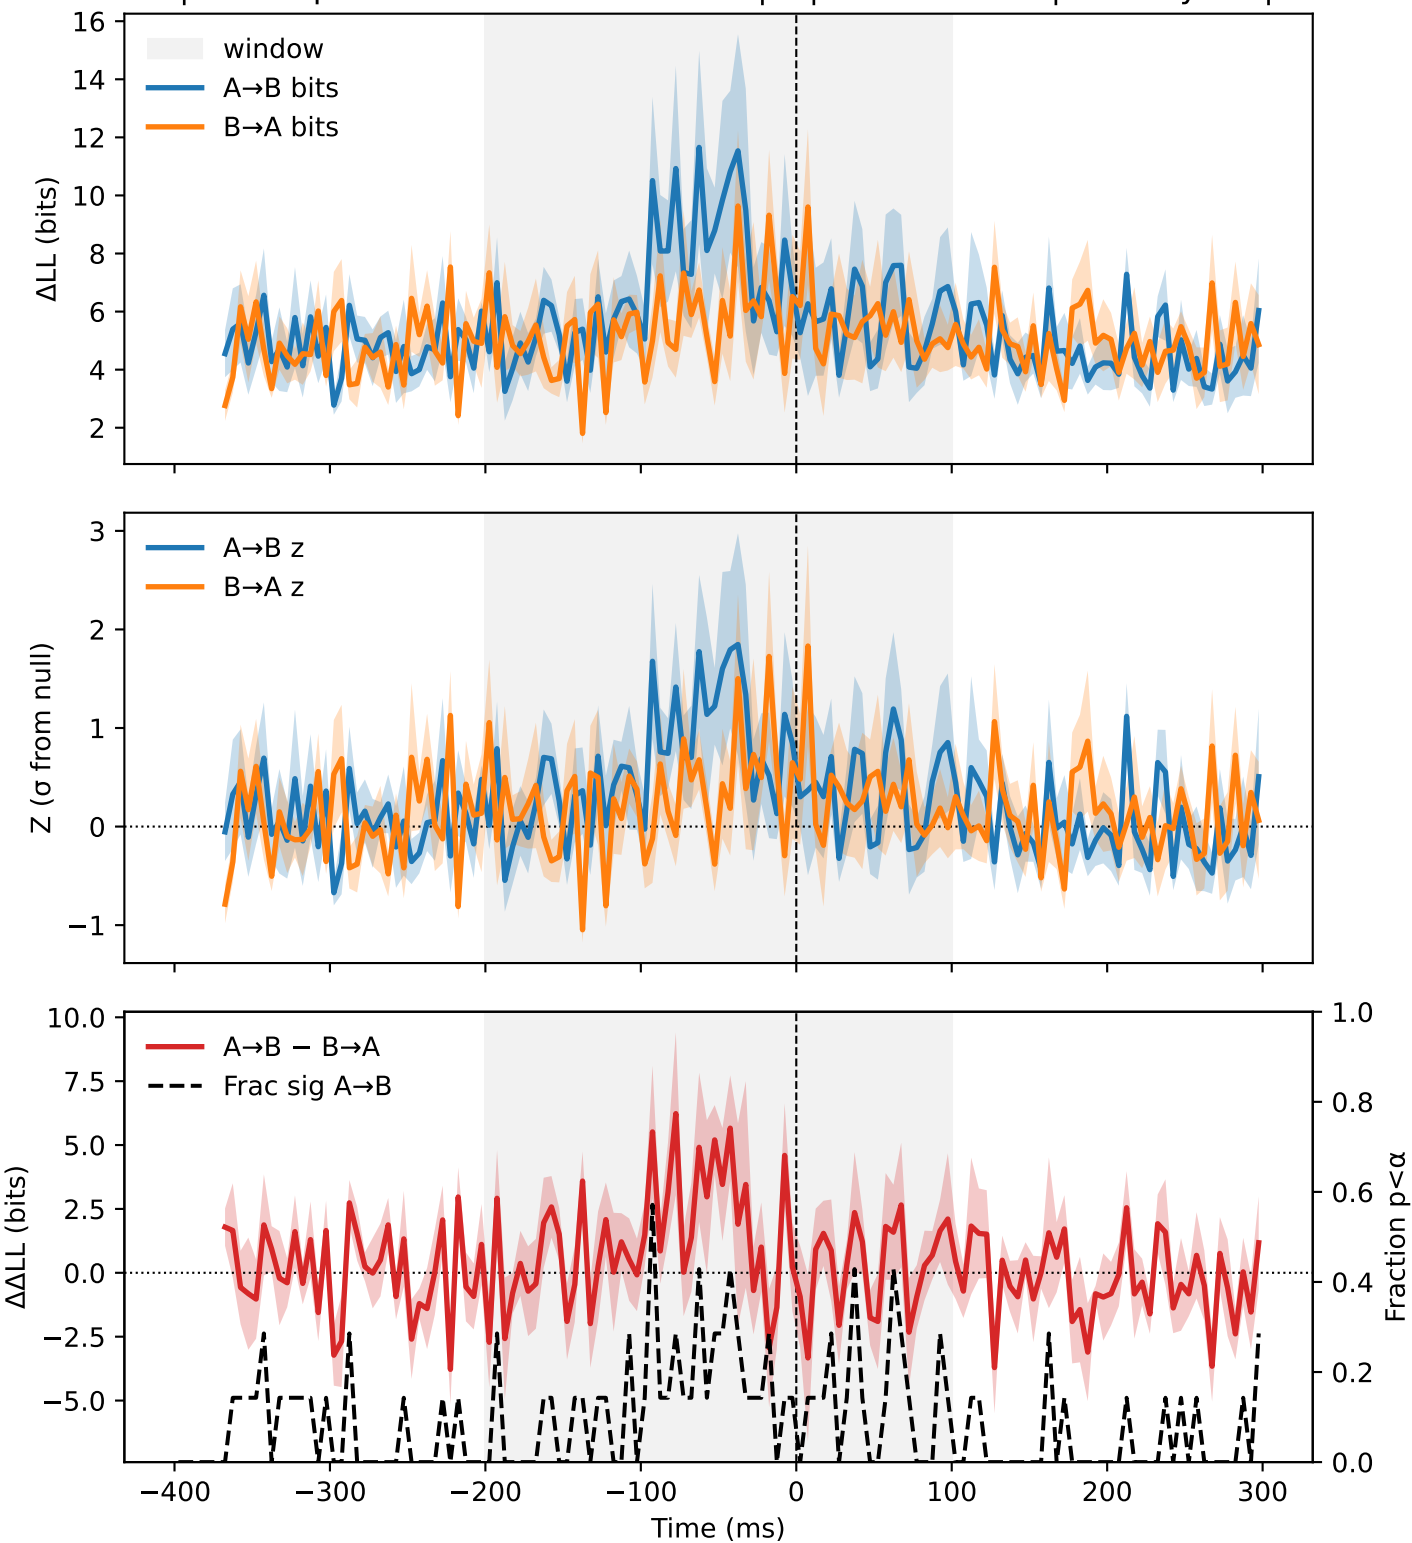 16
14
12
10
8
6
4
2
ΔLL (bits)
window
A→B bits
B→A bits
3
2
1
0
−1
Z (σ from null)
A→B z
B→A z
10.0
7.5
5.0
2.5
0.0
−2.5
−5.0
ΔΔLL (bits)
A→B − B→A
Frac sig A→B
1.0
0.8
0.6
0.4
0.2
0.0
Fraction p<α
−400 −300 −200 −100 0 100 200 300
Time (ms)